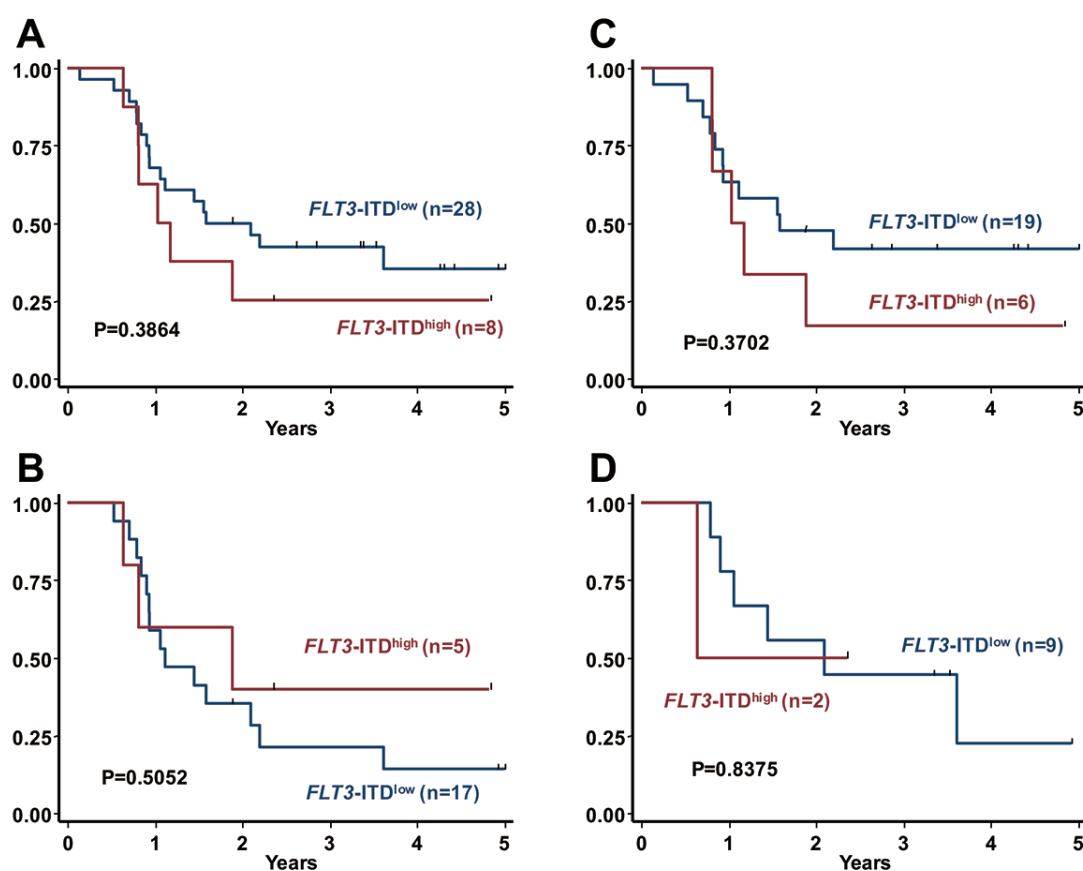 A
1.00
0.75
0.50
0.25
0.00
FLT3-ITDlow (n=28)
FLT3-ITDhigh (n=8)
P=0.3864
0 1 2 3 4 5
Years
C
1.00
0.75
0.50
0.25
0.00
FLT3-ITDlow (n=19)
FLT3-ITDhigh (n=6)
P=0.3702
0 1 2 3 4 5
Years
B
1.00
0.75
0.50
0.25
0.00
FLT3-ITDhigh (n=5)
P=0.5052
FLT3-ITDlow (n=17)
0 1 2 3 4 5
Years
D
1.00
0.75
0.50
0.25
0.00
FLT3-ITDlow (n=9)
FLT3-ITDhigh (n=2)
P=0.8375
0 1 2 3 4 5
Years